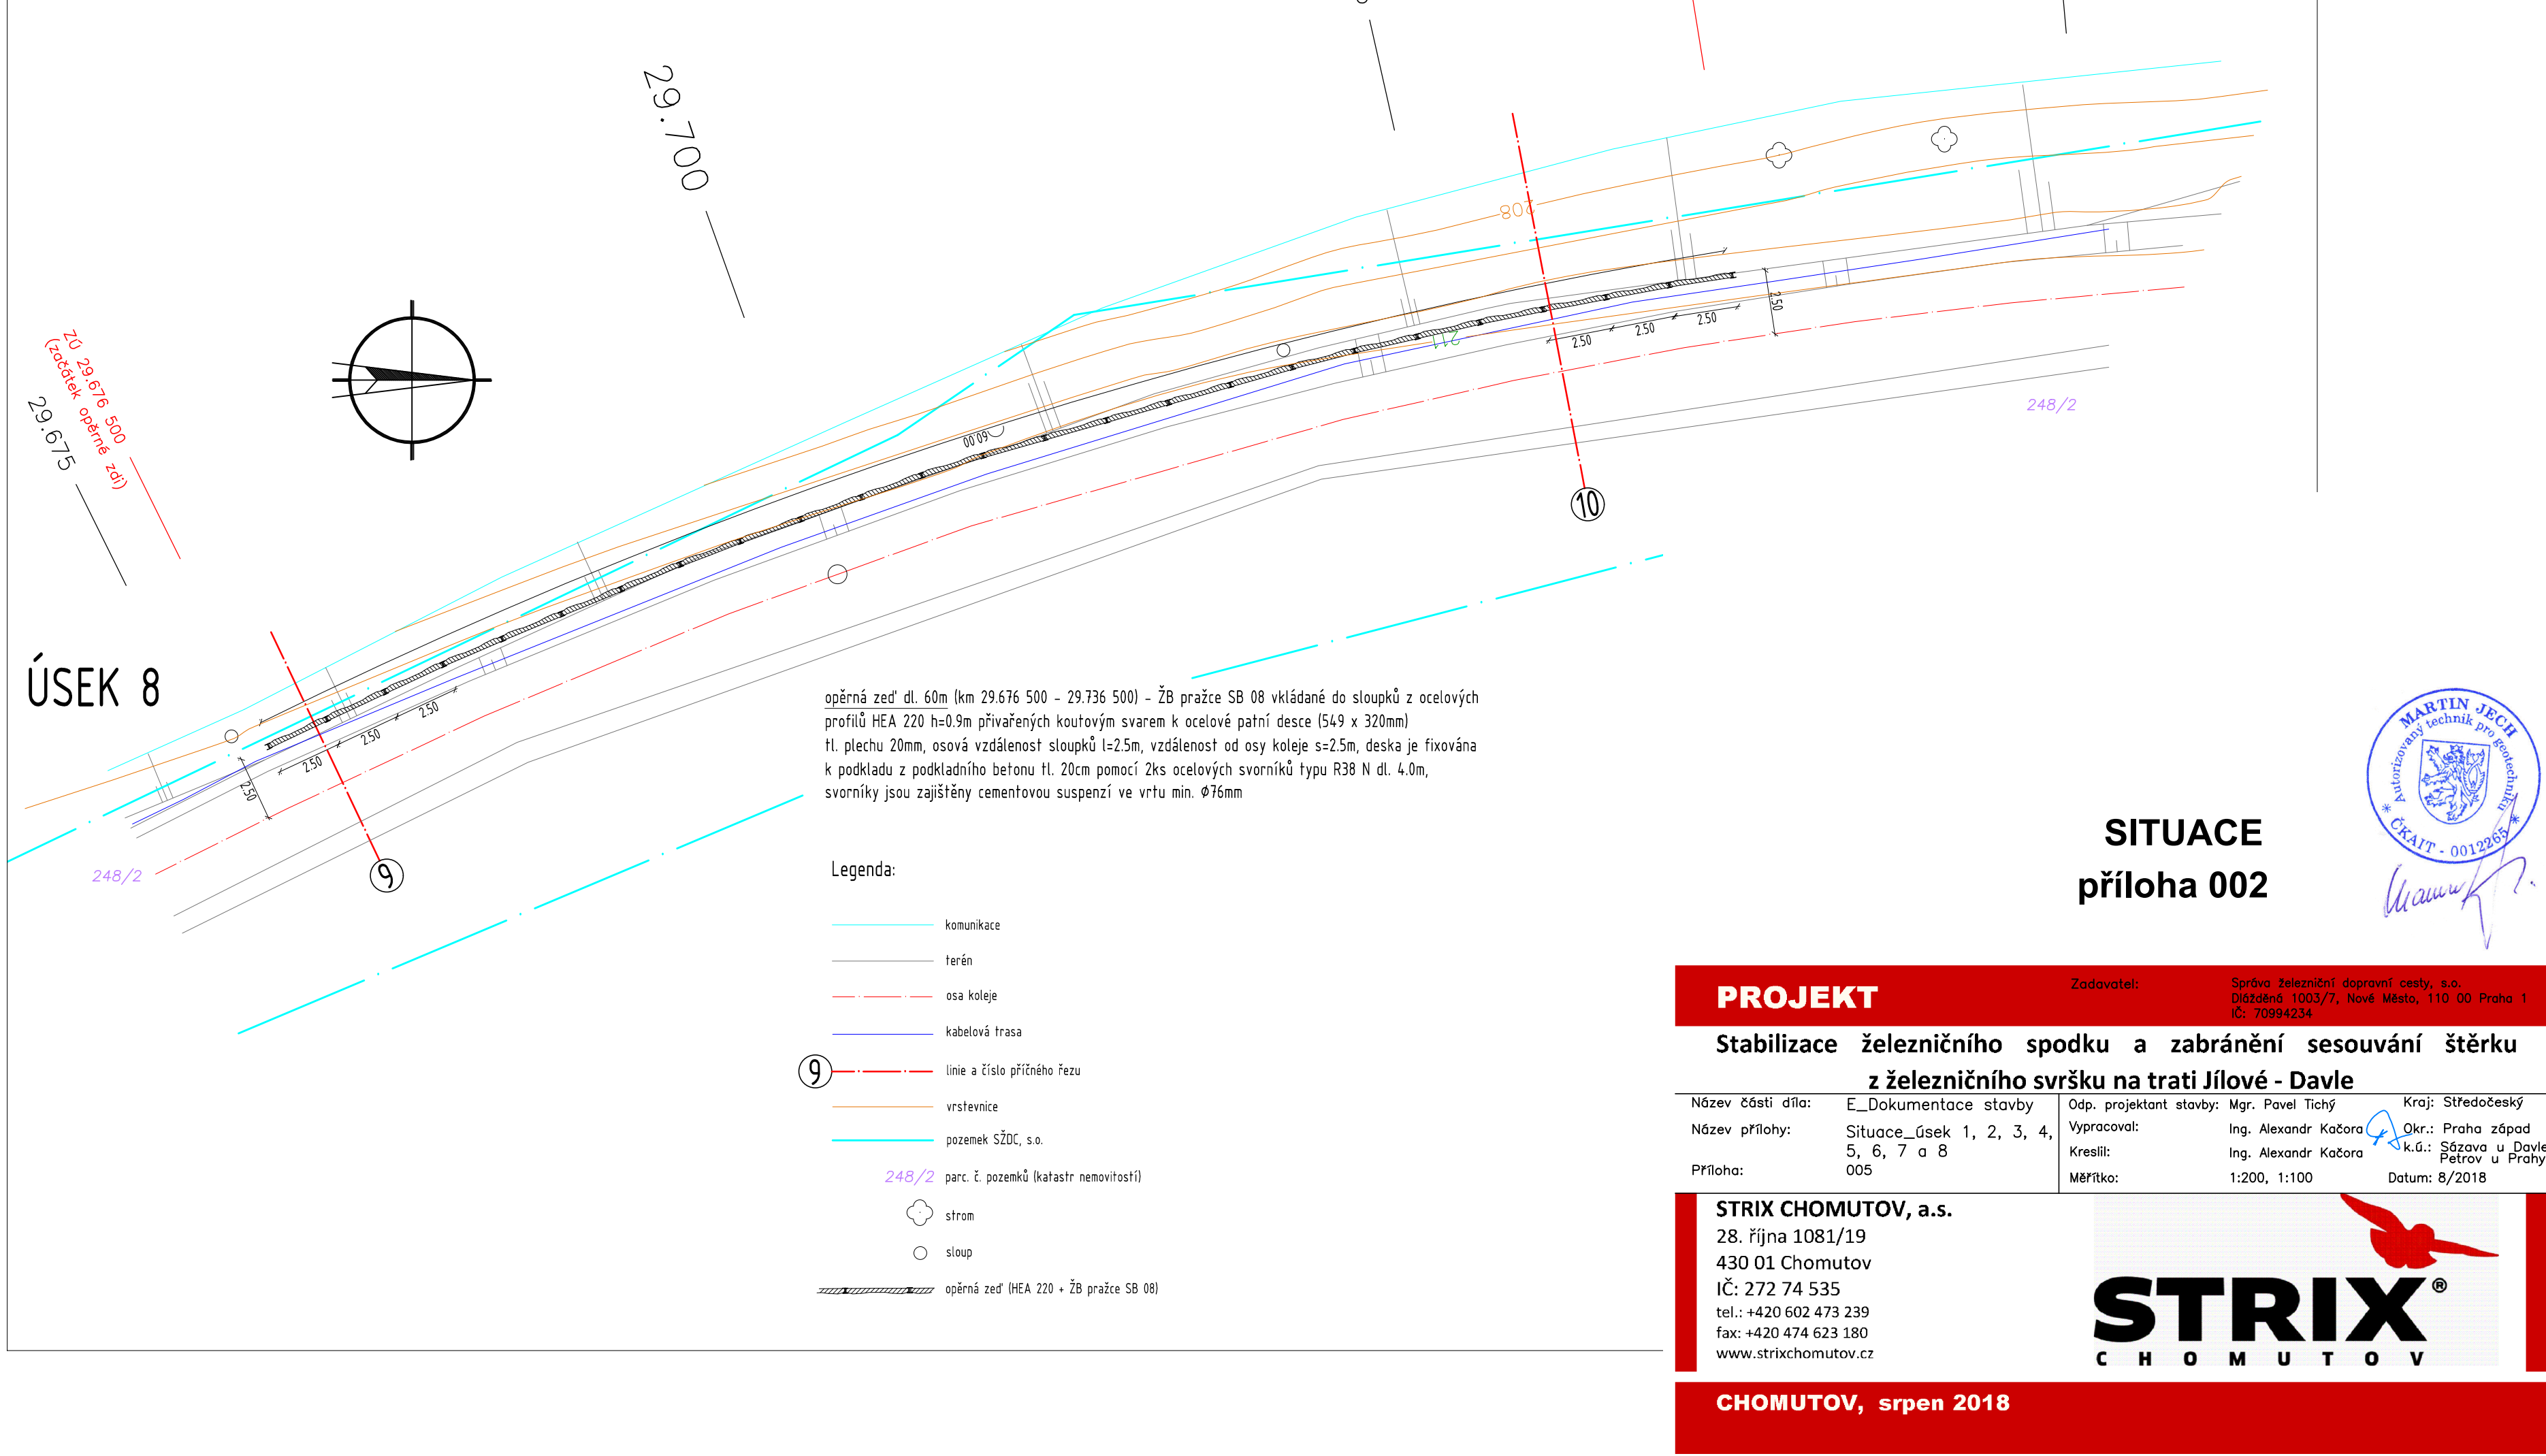 29.700
ZÚ 29.676 500
(začátek opěrné zdi)
29.675
208
211
60.00
2.50
2.50
2.50
2.50
2.50
2.50
2.50
2.50
248/2
10
9
248/2
ÚSEK 8
opěrná zeď dl. 60m (km 29.676 500 - 29.736 500) - ŽB pražce SB 08 vkládané do sloupků z ocelových
profilů HEA 220 h=0.9m přivařených koutovým svarem k ocelové patní desce (549 x 320mm)
tl. plechu 20mm, osová vzdálenost sloupků l=2.5m, vzdálenost od osy koleje s=2.5m, deska je fixována
k podkladu z podkladního betonu tl. 20cm pomocí 2ks ocelových svorníků typu R38 N dl. 4.0m,
svorníky jsou zajištěny cementovou suspenzí ve vrtu min. Ø76mm
Legenda:
komunikace
terén
osa koleje
kabelová trasa
9 linie a číslo příčného řezu
vrstevnice
pozemek SŽDC, s.o.
248/2 parc. č. pozemků (katastr nemovitostí)
strom
sloup
opěrná zeď (HEA 220 + ŽB pražce SB 08)
SITUACE
příloha 002
MARTIN JECH
Autorizovaný technik pro geotechniku
* ČKAIT - 0012265 *
PROJEKT
Zadavatel:
Správa železniční dopravní cesty, s.o.
Dlážděná 1003/7, Nové Město, 110 00 Praha 1
IČ: 70994234
Stabilizace železničního spodku a zabránění sesouvání štěrku
z železničního svršku na trati Jílové - Davle
Název části díla: E_Dokumentace stavby
Název přílohy: Situace_úsek 1, 2, 3, 4,
5, 6, 7 a 8
Příloha: 005
Odp. projektant stavby: Mgr. Pavel Tichý
Vypracoval: Ing. Alexandr Kačora
Kreslil: Ing. Alexandr Kačora
Měřítko: 1:200, 1:100
Kraj: Středočeský
Okr.: Praha západ
k.ú.: Sázava u Davle
Petrov u Prahy
Datum: 8/2018
STRIX CHOMUTOV, a.s.
28. října 1081/19
430 01 Chomutov
IČ: 272 74 535
tel.: +420 602 473 239
fax: +420 474 623 180
www.strixchomutov.cz
STRIX®
CHOMUTOV
CHOMUTOV, srpen 2018